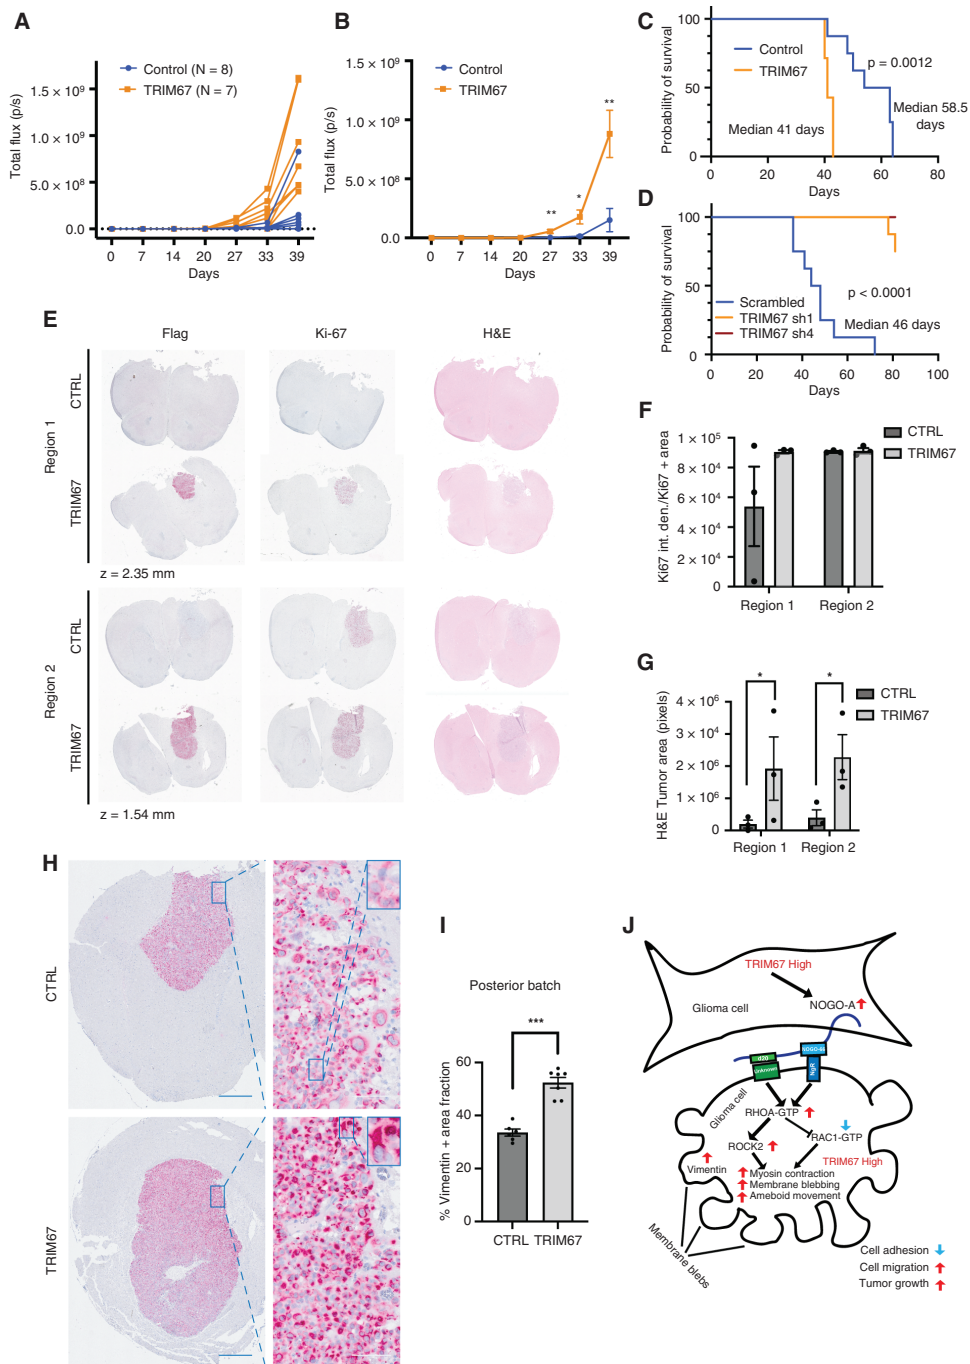 A
Total flux (p/s)
Control (N = 8)
TRIM67 (N = 7)
1.5 × 10⁹
1.0 × 10⁹
5.0 × 10⁸
0.0
0 7 14 20 27 33 39
Days
B
Total flux (p/s)
Control
TRIM67
1.5 × 10⁹
1.0 × 10⁹
5.0 × 10⁸
0
** * **
0 7 14 20 27 33 39
Days
C
Probability of survival
100
50
0
Control
TRIM67
p = 0.0012
Median 41 days
Median 58.5
days
0 20 40 60 80
Days
D
Probability of survival
100
50
0
p < 0.0001
Scrambled
TRIM67 sh1
TRIM67 sh4
Median 46 days
0 20 40 60 80 100
Days
E
Flag Ki-67 H&E
Region 1
CTRL
TRIM67
z = 2.35 mm
Region 2
CTRL
TRIM67
z = 1.54 mm
F
Ki67 int. den./Ki67 + area
CTRL
TRIM67
1 × 10⁵
8 × 10⁴
6 × 10⁴
4 × 10⁴
2 × 10⁴
0
Region 1 Region 2
G
H&E Tumor area (pixels)
* *
CTRL
TRIM67
4 × 10⁶
3 × 10⁴
2 × 10⁶
1 × 10⁶
0
Region 1 Region 2
H
CTRL
TRIM67
I
Posterior batch
***
% Vimentin + area fraction
60
40
20
0
CTRL TRIM67
J
TRIM67 High
Glioma cell
NOGO-A
d20
Unknown
NOGO-66
NgR
Glioma cell
RHOA-GTP
RAC1-GTP
ROCK2
TRIM67 High
Vimentin
Myosin contraction
Membrane blebbing
Ameboid movement
Membrane blebs
Cell adhesion
Cell migration
Tumor growth